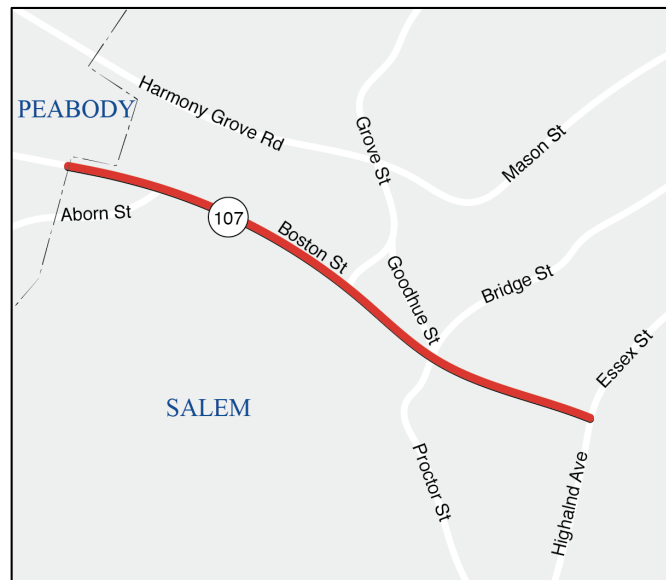 PEABODY
Harmony Grove Rd
Grove St
Mason St
Aborn St
107
Boston St
Goodhue St
Bridge St
Essex St
SALEM
Proctor St
Highalnd Ave